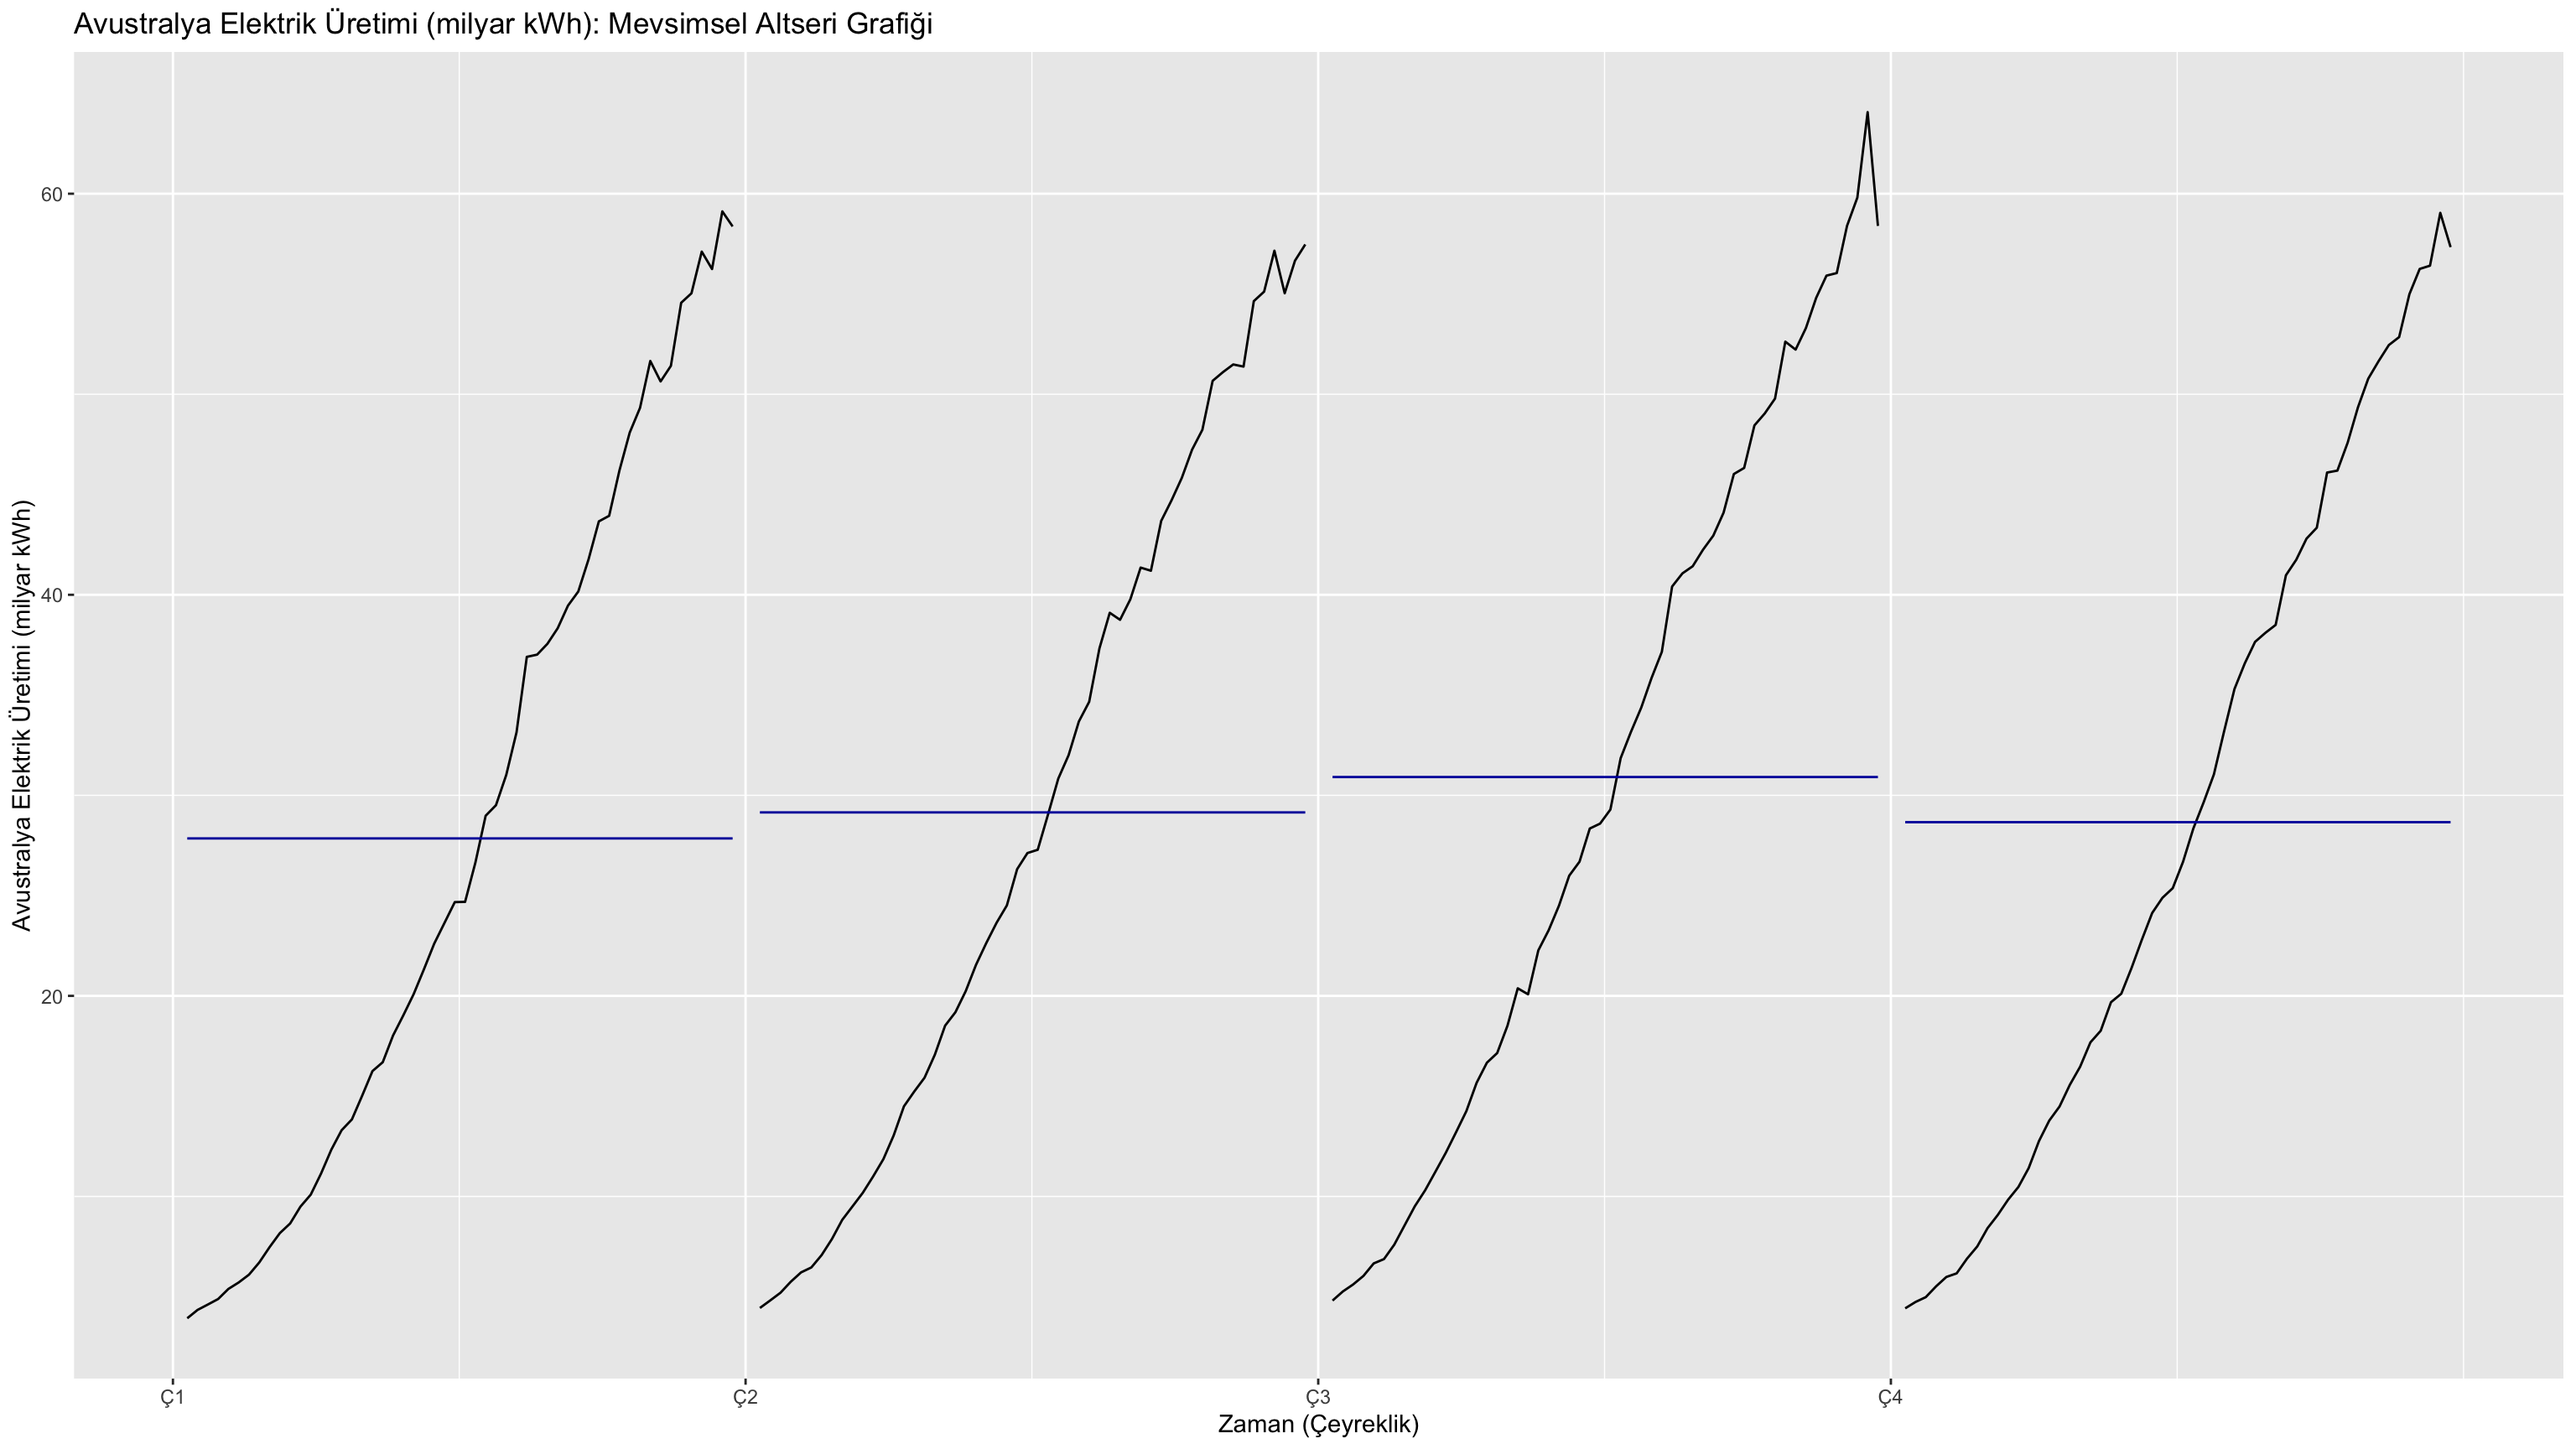 Avustralya Elektrik Üretimi (milyar kWh): Mevsimsel Altseri Grafiği
Avustralya Elektrik Üretimi (milyar kWh)
60
40
20
Ç1
Ç2
Ç3
Ç4
Zaman (Çeyreklik)